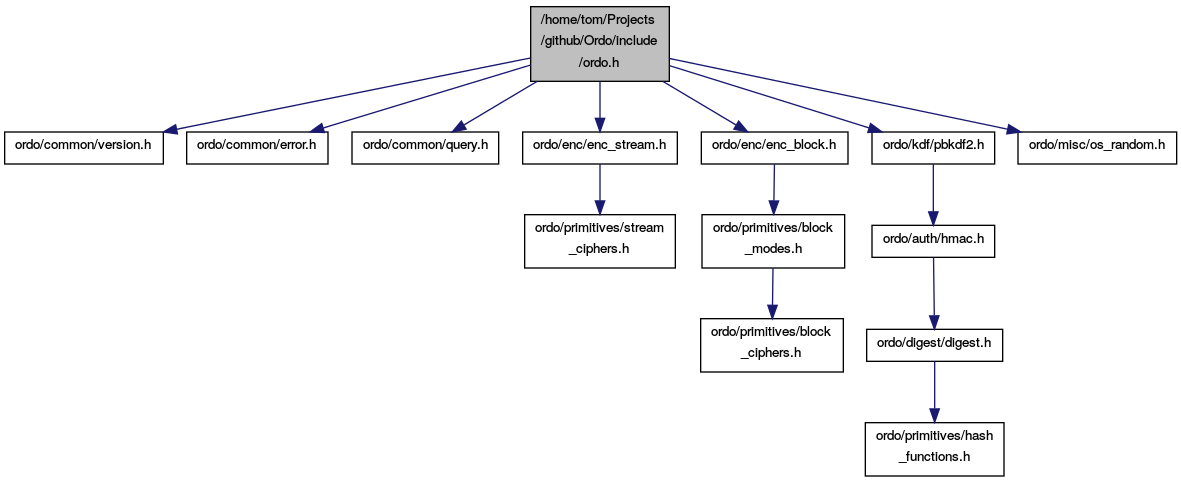 /home/tom/Projects
/github/Ordo/include
/ordo.h
ordo/common/version.h
ordo/common/error.h
ordo/common/query.h
ordo/enc/enc_stream.h
ordo/enc/enc_block.h
ordo/kdf/pbkdf2.h
ordo/misc/os_random.h
ordo/primitives/stream
_ciphers.h
ordo/primitives/block
_modes.h
ordo/auth/hmac.h
ordo/primitives/block
_ciphers.h
ordo/digest/digest.h
ordo/primitives/hash
_functions.h